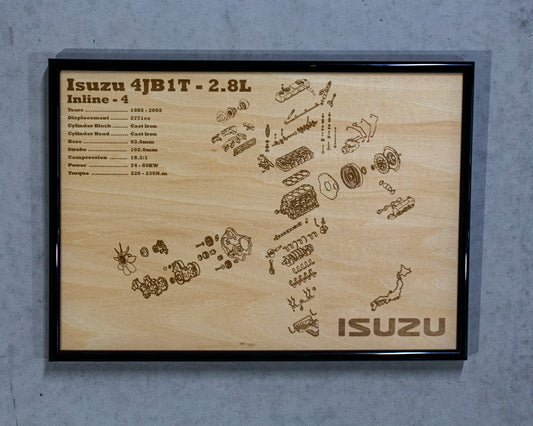 Isuzu 4JB1T - 2.8L
Inline - 4
Years .................... 1985 - 2002
Displacement ........ 2771cc
Cylinder Block ....... Cast Iron
Cylinder Head ........ Cast Iron
Bore ...................... 93.0mm
Stroke ................... 102.0mm
Compression ......... 18.2:1
Power .................... 74 - 85KW
Torque ................... 220 - 235N.m
ISUZU